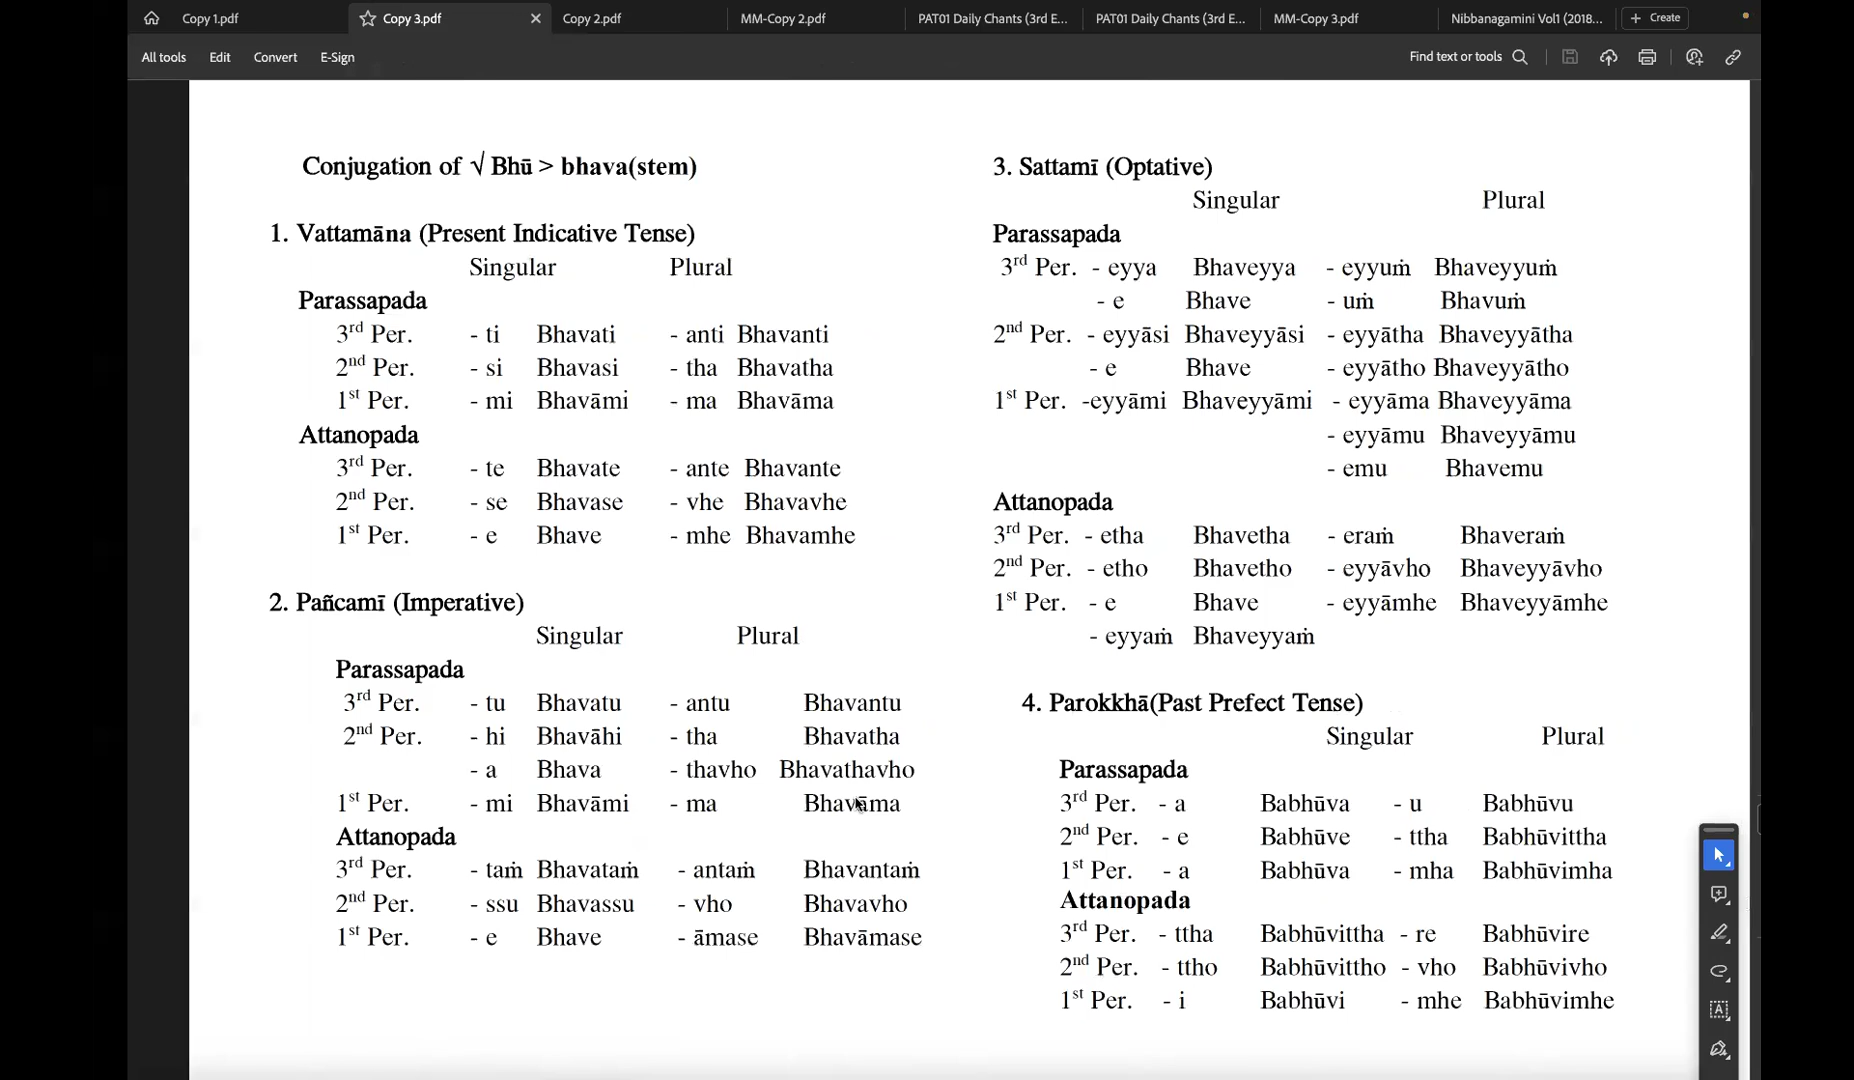 Copy 1.pdf
Copy 3.pdf
Copy 2.pdf
MM-Copy 2.pdf
PAT01 Daily Chants (3rd E...
PAT01 Daily Chants (3rd E...
MM-Copy 3.pdf
Nibbanagamini Vol1 (2018...
+ Create
All tools
Edit
Convert
E-Sign
Find text or tools
Conjugation of √ Bhū > bhava(stem)
1. Vattamāna (Present Indicative Tense)
Singular Plural
Parassapada
3rd Per. - ti Bhavati - anti Bhavanti
2nd Per. - si Bhavasi - tha Bhavatha
1st Per. - mi Bhavāmi - ma Bhavāma
Attanopada
3rd Per. - te Bhavate - ante Bhavante
2nd Per. - se Bhavase - vhe Bhavavhe
1st Per. - e Bhave - mhe Bhavamhe
2. Pañcamī (Imperative)
Singular Plural
Parassapada
3rd Per. - tu Bhavatu - antu Bhavantu
2nd Per. - hi Bhavāhi - tha Bhavatha
- a Bhava - thavho Bhavathavho
1st Per. - mi Bhavāmi - ma Bhavāma
Attanopada
3rd Per. - taṁ Bhavataṁ - antaṁ Bhavantaṁ
2nd Per. - ssu Bhavassu - vho Bhavavho
1st Per. - e Bhave - āmase Bhavāmase
3. Sattamī (Optative)
Singular Plural
Parassapada
3rd Per. - eyya Bhaveyya - eyyuṁ Bhaveyyuṁ
- e Bhave - uṁ Bhavuṁ
2nd Per. - eyyāsi Bhaveyyāsi - eyyātha Bhaveyyātha
- e Bhave - eyyātho Bhaveyyātho
1st Per. -eyyāmi Bhaveyyāmi - eyyāma Bhaveyyāma
- eyyāmu Bhaveyyāmu
- emu Bhavemu
Attanopada
3rd Per. - etha Bhavetha - eraṁ Bhaveraṁ
2nd Per. - etho Bhavetho - eyyāvho Bhaveyyāvho
1st Per. - e Bhave - eyyāmhe Bhaveyyāmhe
- eyyaṁ Bhaveyyaṁ
4. Parokkhā(Past Prefect Tense)
Singular Plural
Parassapada
3rd Per. - a Babhūva - u Babhūvu
2nd Per. - e Babhūve - ttha Babhūvittha
1st Per. - a Babhūva - mha Babhūvimha
Attanopada
3rd Per. - ttha Babhūvittha - re Babhūvire
2nd Per. - ttho Babhūvittho - vho Babhūvivho
1st Per. - i Babhūvi - mhe Babhūvimhe